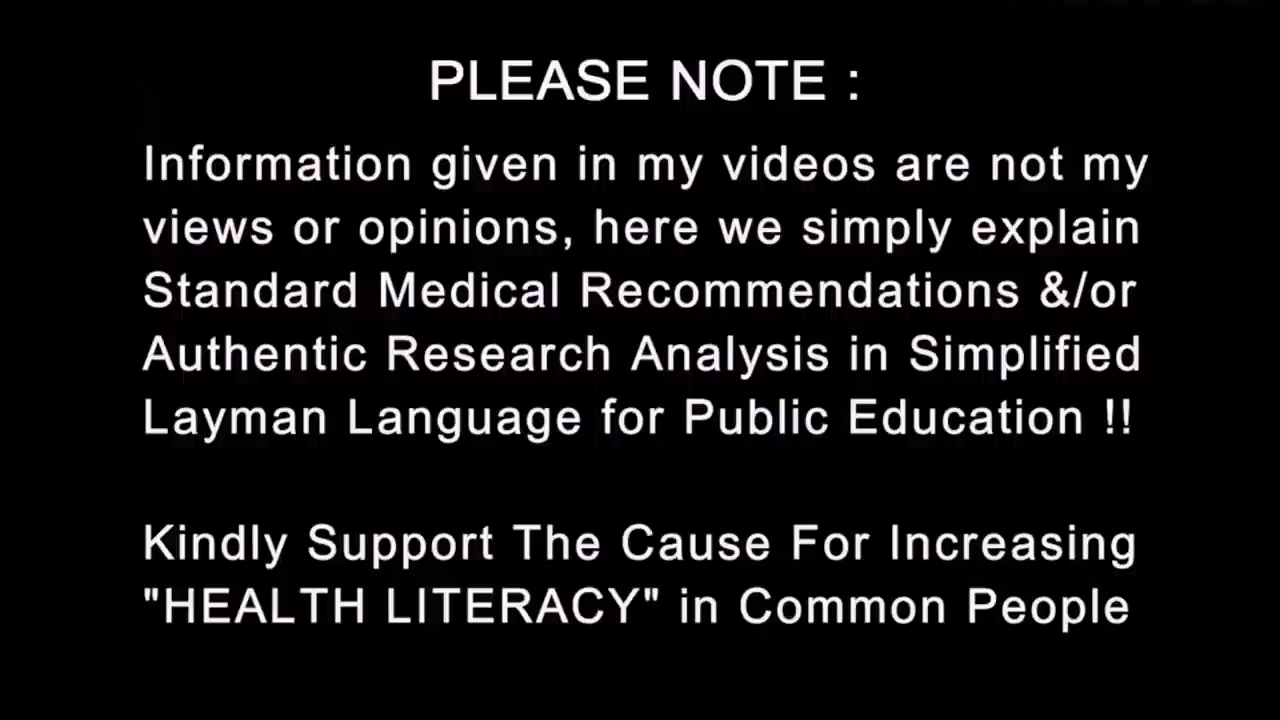 PLEASE NOTE :
Information given in my videos are not my
views or opinions, here we simply explain
Standard Medical Recommendations &/or
Authentic Research Analysis in Simplified
Layman Language for Public Education !!
Kindly Support The Cause For Increasing
"HEALTH LITERACY" in Common People